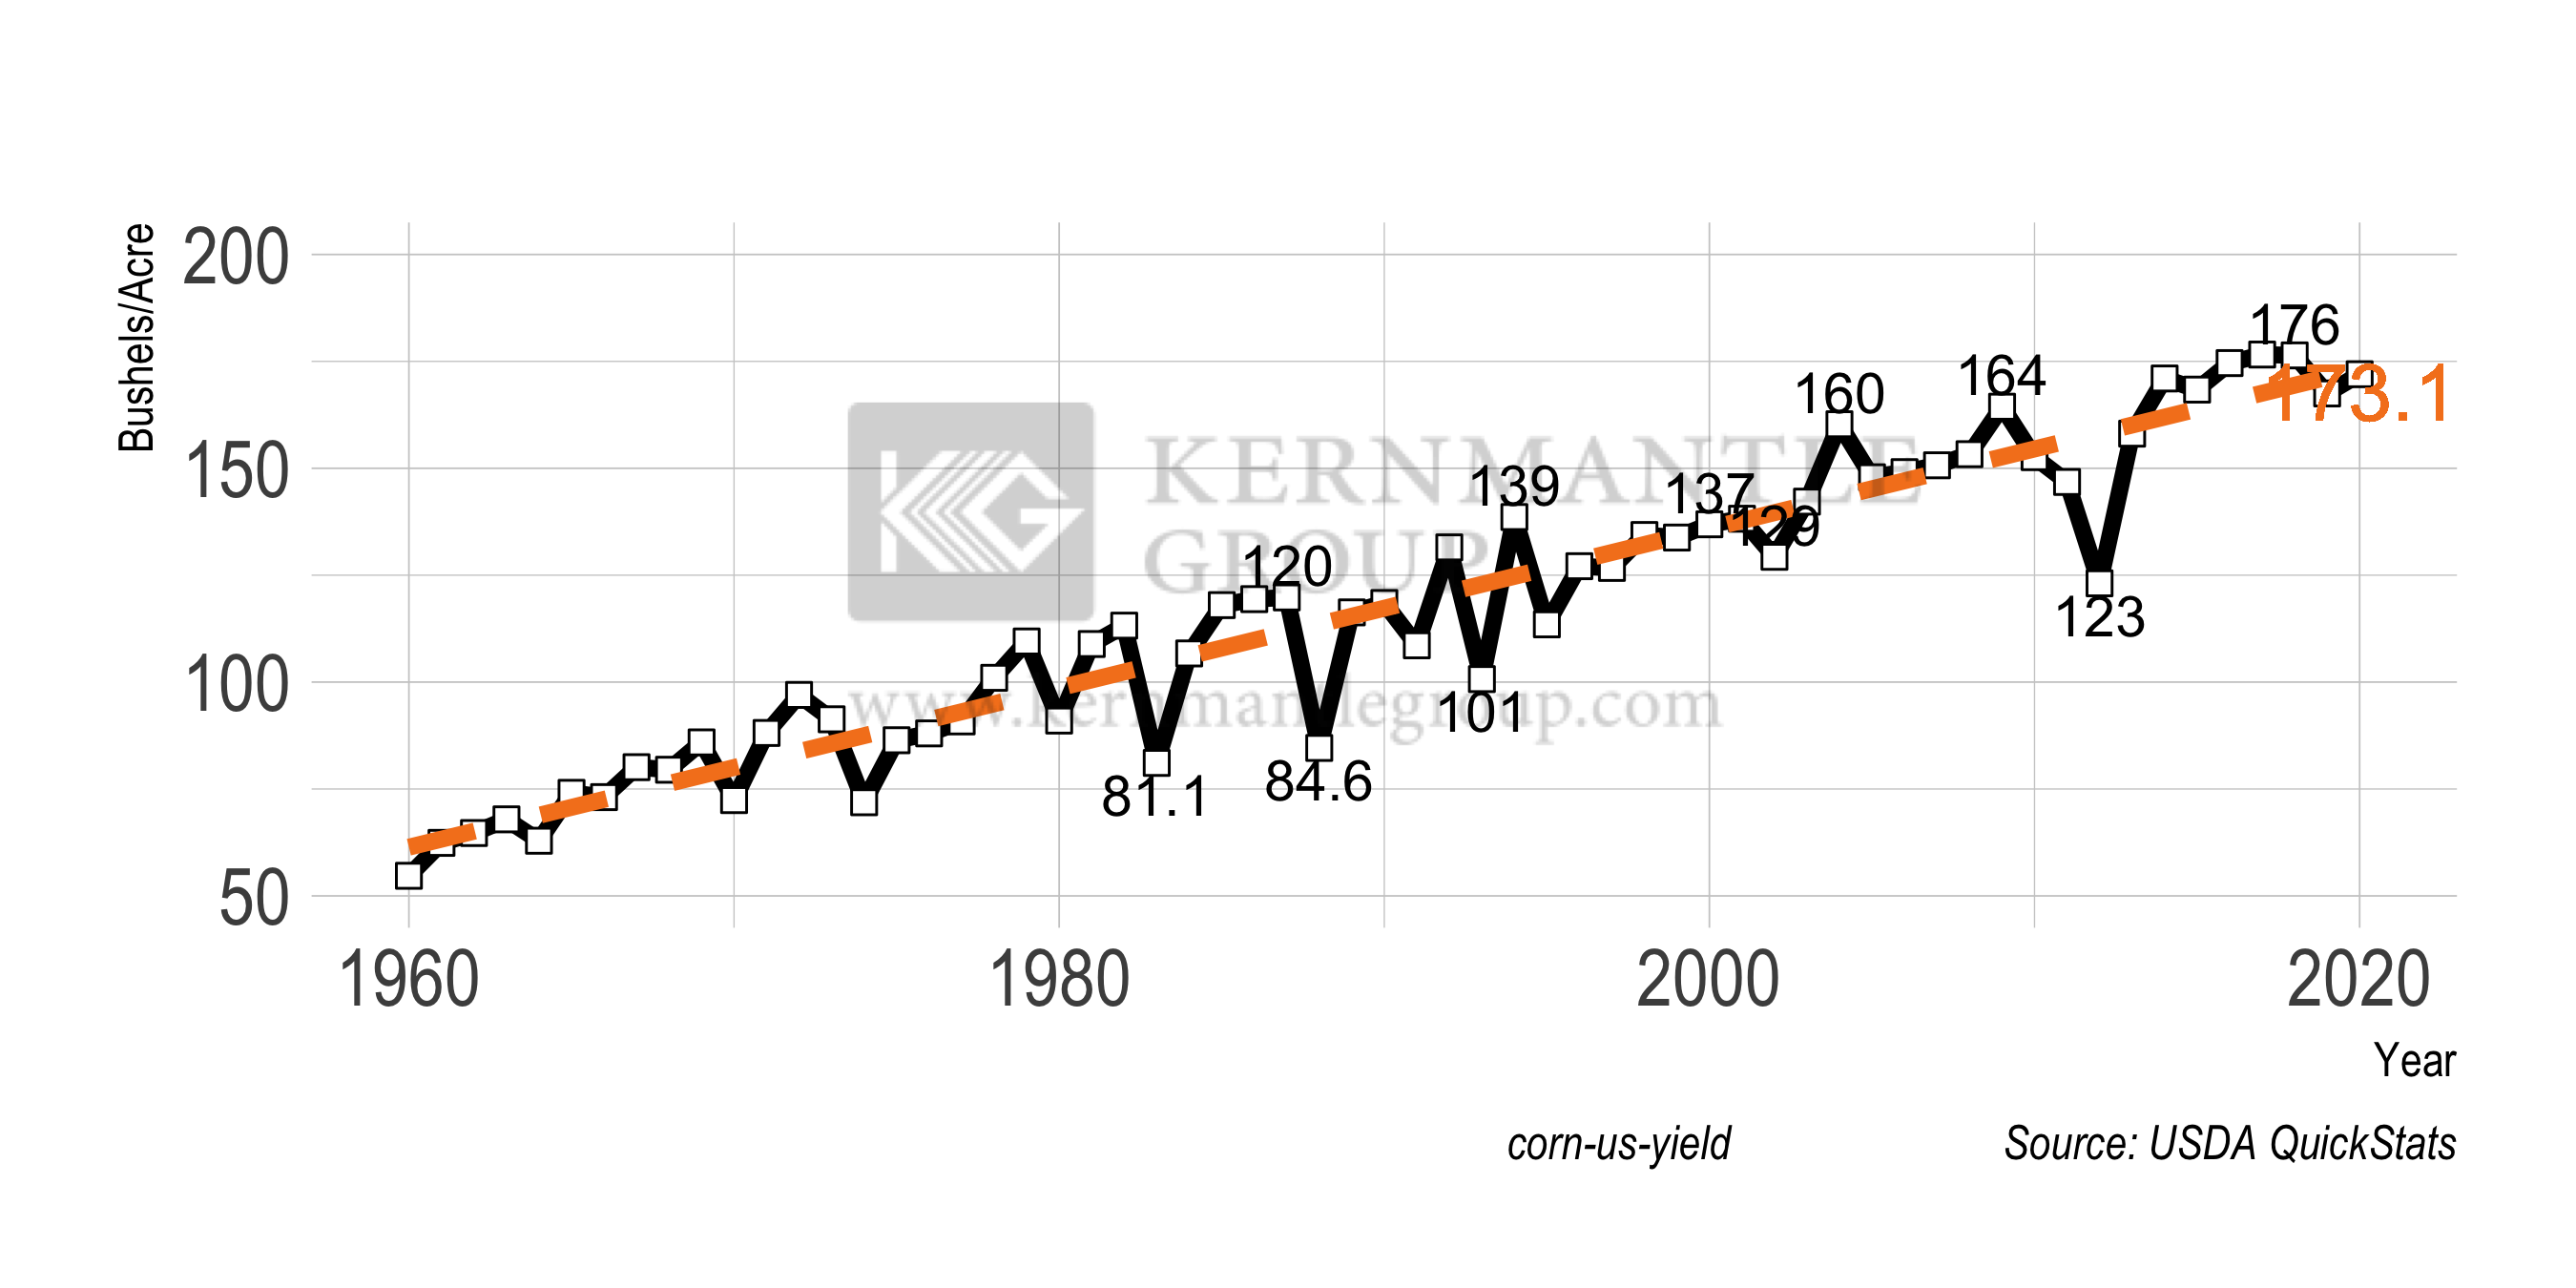 Bushels/Acre
200
150
100
50
1960
1980
2000
2020
Year
KERNMANTLE
GROUP
www.kernmantlegroup.com
KG
81.1
120
84.6
101
139
137
129
160
164
123
176
173.1
corn-us-yield
Source: USDA QuickStats